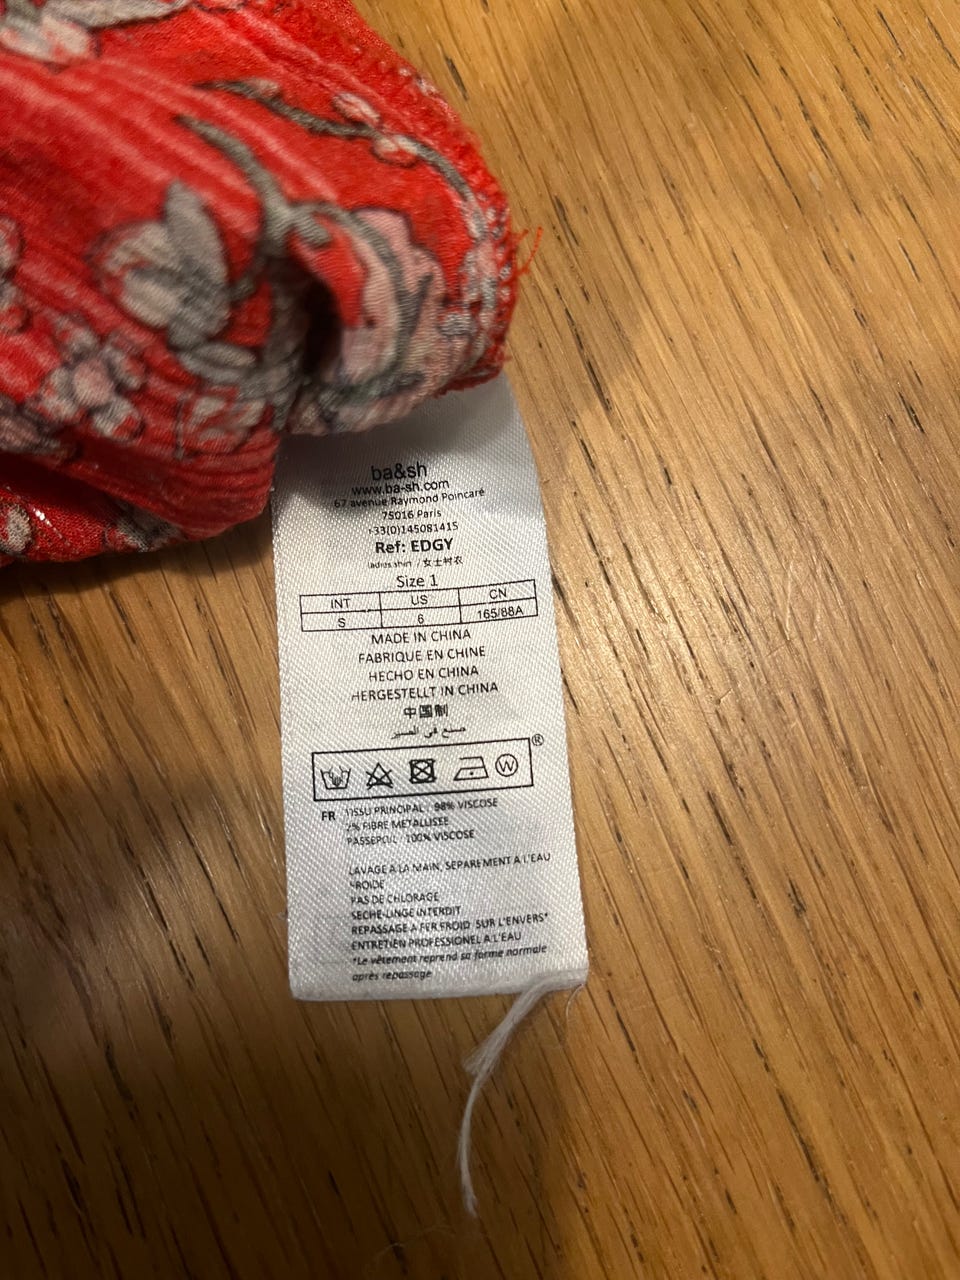 ba&sh
www.ba-sh.com
67 avenue Raymond Poincaré
75016 Paris
+33(0)145081415
Ref: EDGY
ladies shirt / 女士衬衣
Size 1
INT US CN
S 6 165/88A
MADE IN CHINA
FABRIQUE EN CHINE
HECHO EN CHINA
HERGESTELLT IN CHINA
中国制
صنع في الصين
®
W
FR TISSU PRINCIPAL : 98% VISCOSE
2% FIBRE METALLISEE
PASSEPOIL : 100% VISCOSE
LAVAGE A LA MAIN, SEPAREMENT A L'EAU
FROIDE
PAS DE CHLORAGE
SECHE-LINGE INTERDIT
REPASSAGE A FER FROID SUR L'ENVERS*
ENTRETIEN PROFESSIONEL A L'EAU
*Le vêtement reprend sa forme normale
après repassage